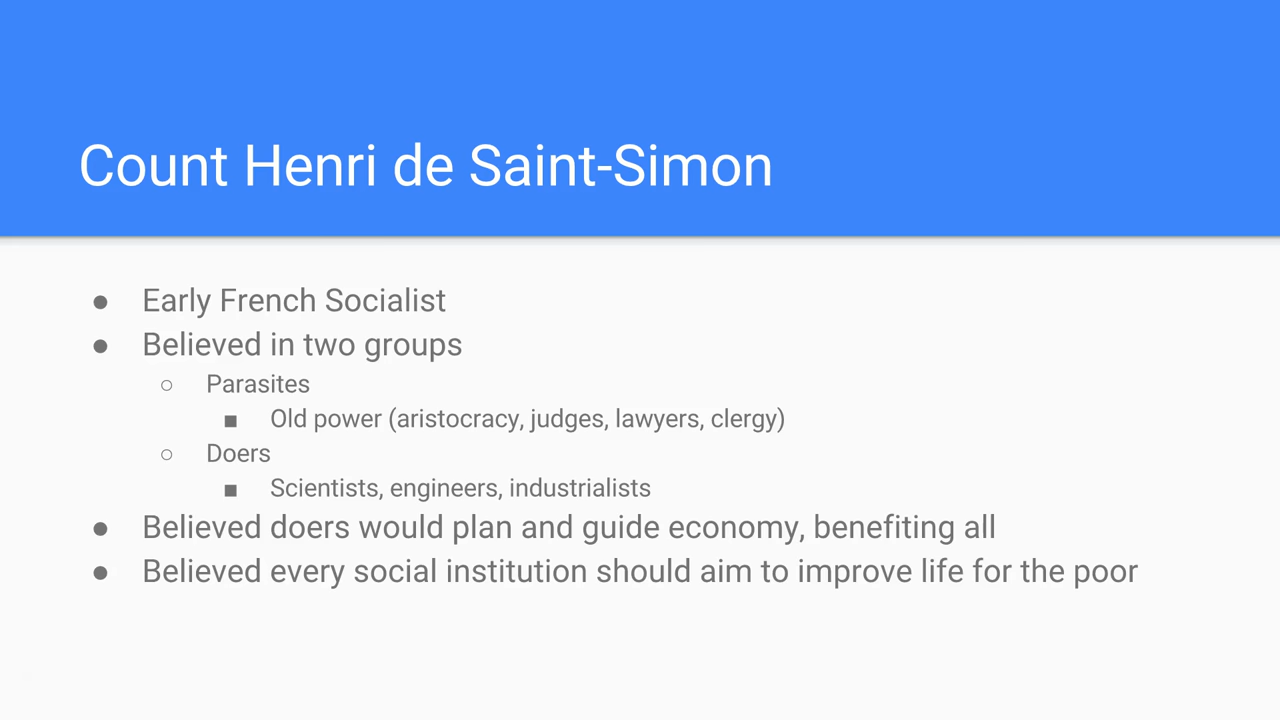 Count Henri de Saint-Simon
● Early French Socialist
● Believed in two groups
○ Parasites
■ Old power (aristocracy, judges, lawyers, clergy)
○ Doers
■ Scientists, engineers, industrialists
● Believed doers would plan and guide economy, benefiting all
● Believed every social institution should aim to improve life for the poor